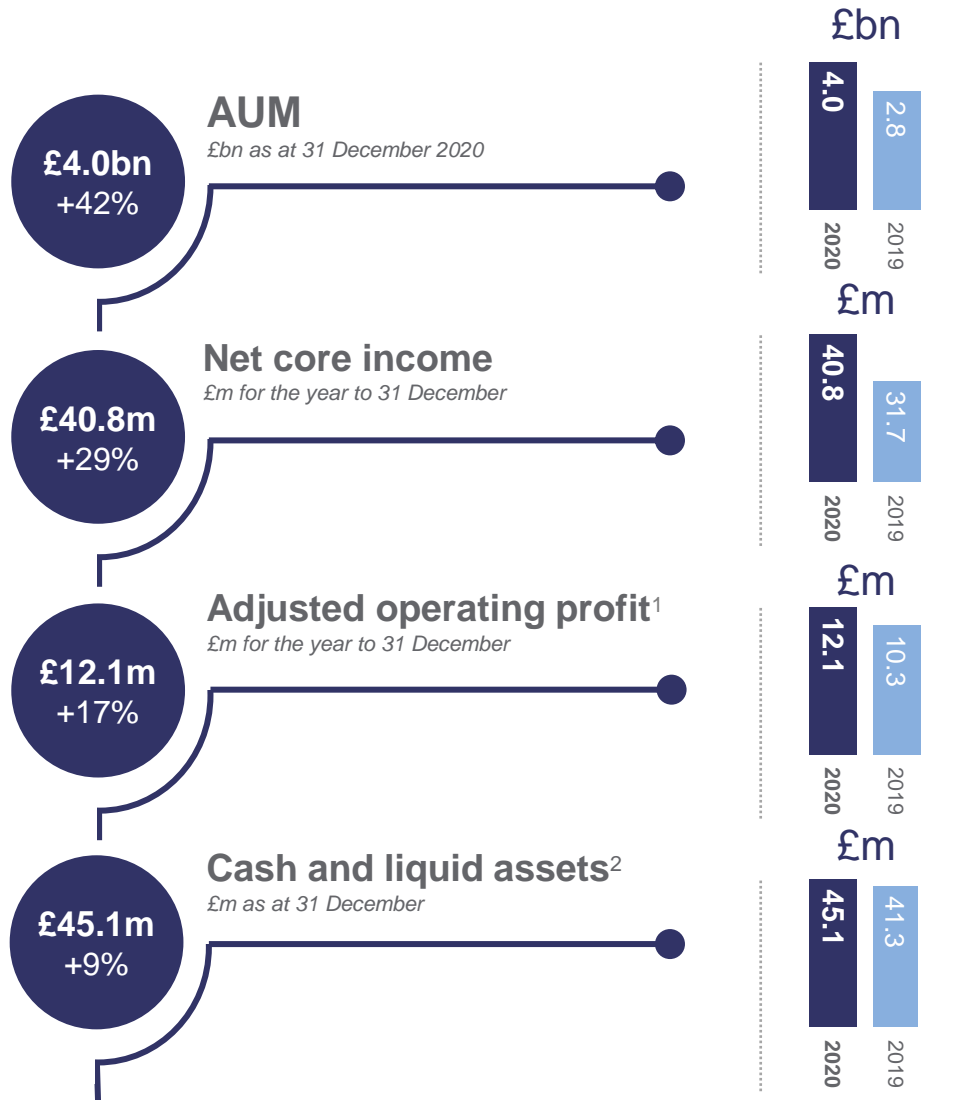 £bn
AUM
£bn as at 31 December 2020
£4.0bn
+42%
4.0
2.8
2020
2019
£m
Net core income
£m for the year to 31 December
£40.8m
+29%
40.8
31.7
2020
2019
£m
Adjusted operating profit1
£m for the year to 31 December
£12.1m
+17%
12.1
10.3
2020
2019
£m
Cash and liquid assets2
£m as at 31 December
£45.1m
+9%
45.1
41.3
2020
2019